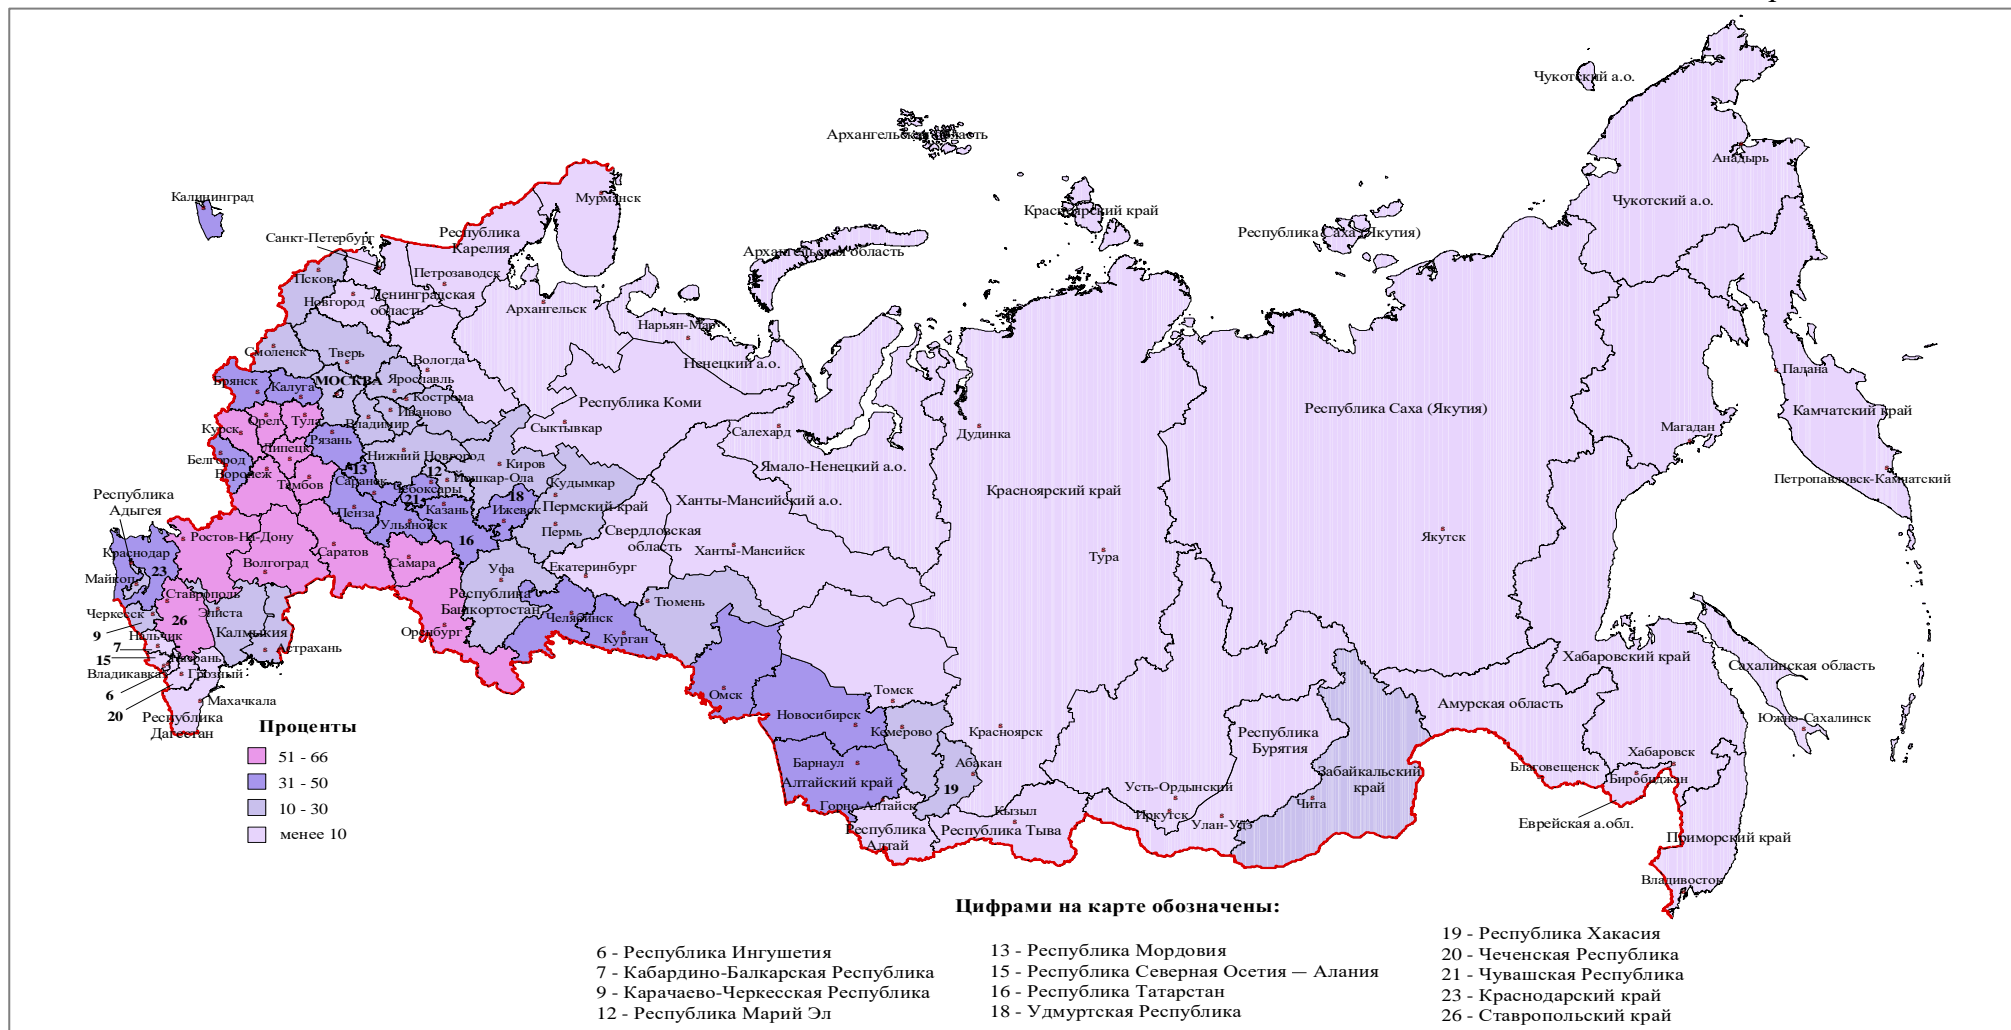 Чукотский а.о.
Архангельская область
Анадырь
Калининград
Мурманск
Чукотский а.о.
Красноярский край
Санкт-Петербург
Республика
Карелия
Республика Саха (Якутия)
Архангельская область
Псков
Петрозаводск
Новгород
Ленинградская
область
Архангельск
Нарьян-Мар
Смоленск
Тверь
Вологда
Ненецкий а.о.
Палана
Брянск
Калуга
МОСКВА
Ярославль
Кострома
Иваново
Республика Коми
Республика Саха (Якутия)
Камчатский край
Орел
Тула
Владимир
Курск
Рязань
Сыктывкар
Салехард
Дудинка
Магадан
Липецк
Белгород
Нижний Новгород
Киров
Ямало-Ненецкий а.о.
13
12
Воронеж
Тамбов
Саранск
Чебоксары
Йошкар-Ола
Кудымкар
Петропавловск-Камчатский
Республика
Адыгея
21
18
Красноярский край
Ханты-Мансийский а.о.
Пенза
Казань
Ижевск
Пермский край
Ульяновск
Пермь
Свердловская
область
Ростов-На-Дону
16
Якутск
Краснодар
Саратов
Ханты-Мансийск
Тура
Волгоград
Самара
Уфа
Екатеринбург
23
Майкоп
Ставрополь
Республика
Башкортостан
Тюмень
Черкесск
Элиста
26
Челябинск
9
Нальчик
Калмыкия
Оренбург
Курган
7
Астрахань
15
Назрань
Хабаровский край
Сахалинская область
Владикавказ
Грозный
6
Омск
Томск
Махачкала
Амурская область
20
Республика
Дагестан
Новосибирск
Южно-Сахалинск
Проценты
Кемерово
Красноярск
Республика
Бурятия
51 - 66
Барнаул
Абакан
Хабаровск
31 - 50
Алтайский край
19
Забайкальский
край
Благовещенск
Биробиджан
10 - 30
Горно-Алтайск
Кызыл
Усть-Ордынский
Чита
Иркутск
Улан-Удэ
Еврейская а.обл.
менее 10
Республика
Алтай
Республика Тыва
Приморский край
Владивосток
Цифрами на карте обозначены:
6 - Республика Ингушетия
7 - Кабардино-Балкарская Республика
9 - Карачаево-Черкесская Республика
12 - Республика Марий Эл
13 - Республика Мордовия
15 - Республика Северная Осетия — Алания
16 - Республика Татарстан
18 - Удмуртская Республика
19 - Республика Хакасия
20 - Чеченская Республика
21 - Чувашская Республика
23 - Краснодарский край
26 - Ставропольский край